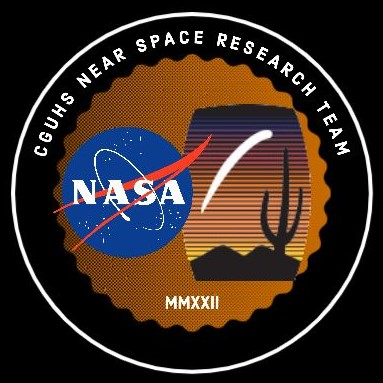 CGUHS NEAR SPACE RESEARCH TEAM
NASA
MMXXII